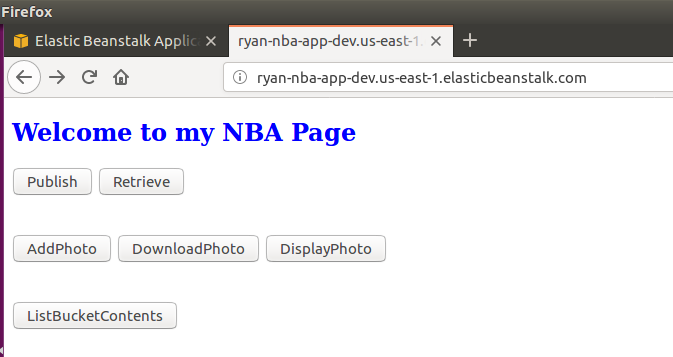 Firefox
Elastic Beanstalk Applic
ryan-nba-app-dev.us-east-1.
ryan-nba-app-dev.us-east-1.elasticbeanstalk.com
Welcome to my NBA Page
Publish Retrieve
AddPhoto DownloadPhoto DisplayPhoto
ListBucketContents